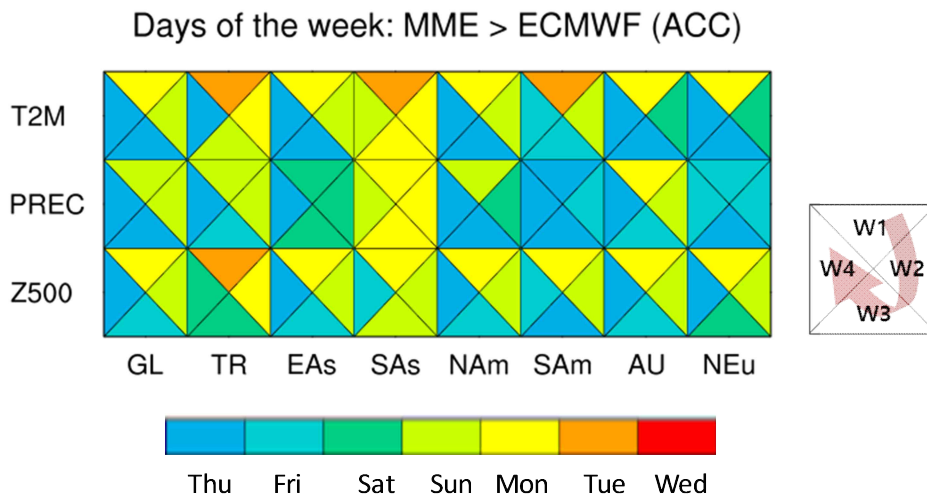 Days of the week: MME > ECMWF (ACC)
T2M
PREC
Z500
GL TR EAs SAs NAm SAm AU NEu
W1
W4 W2
W3
Thu Fri Sat Sun Mon Tue Wed